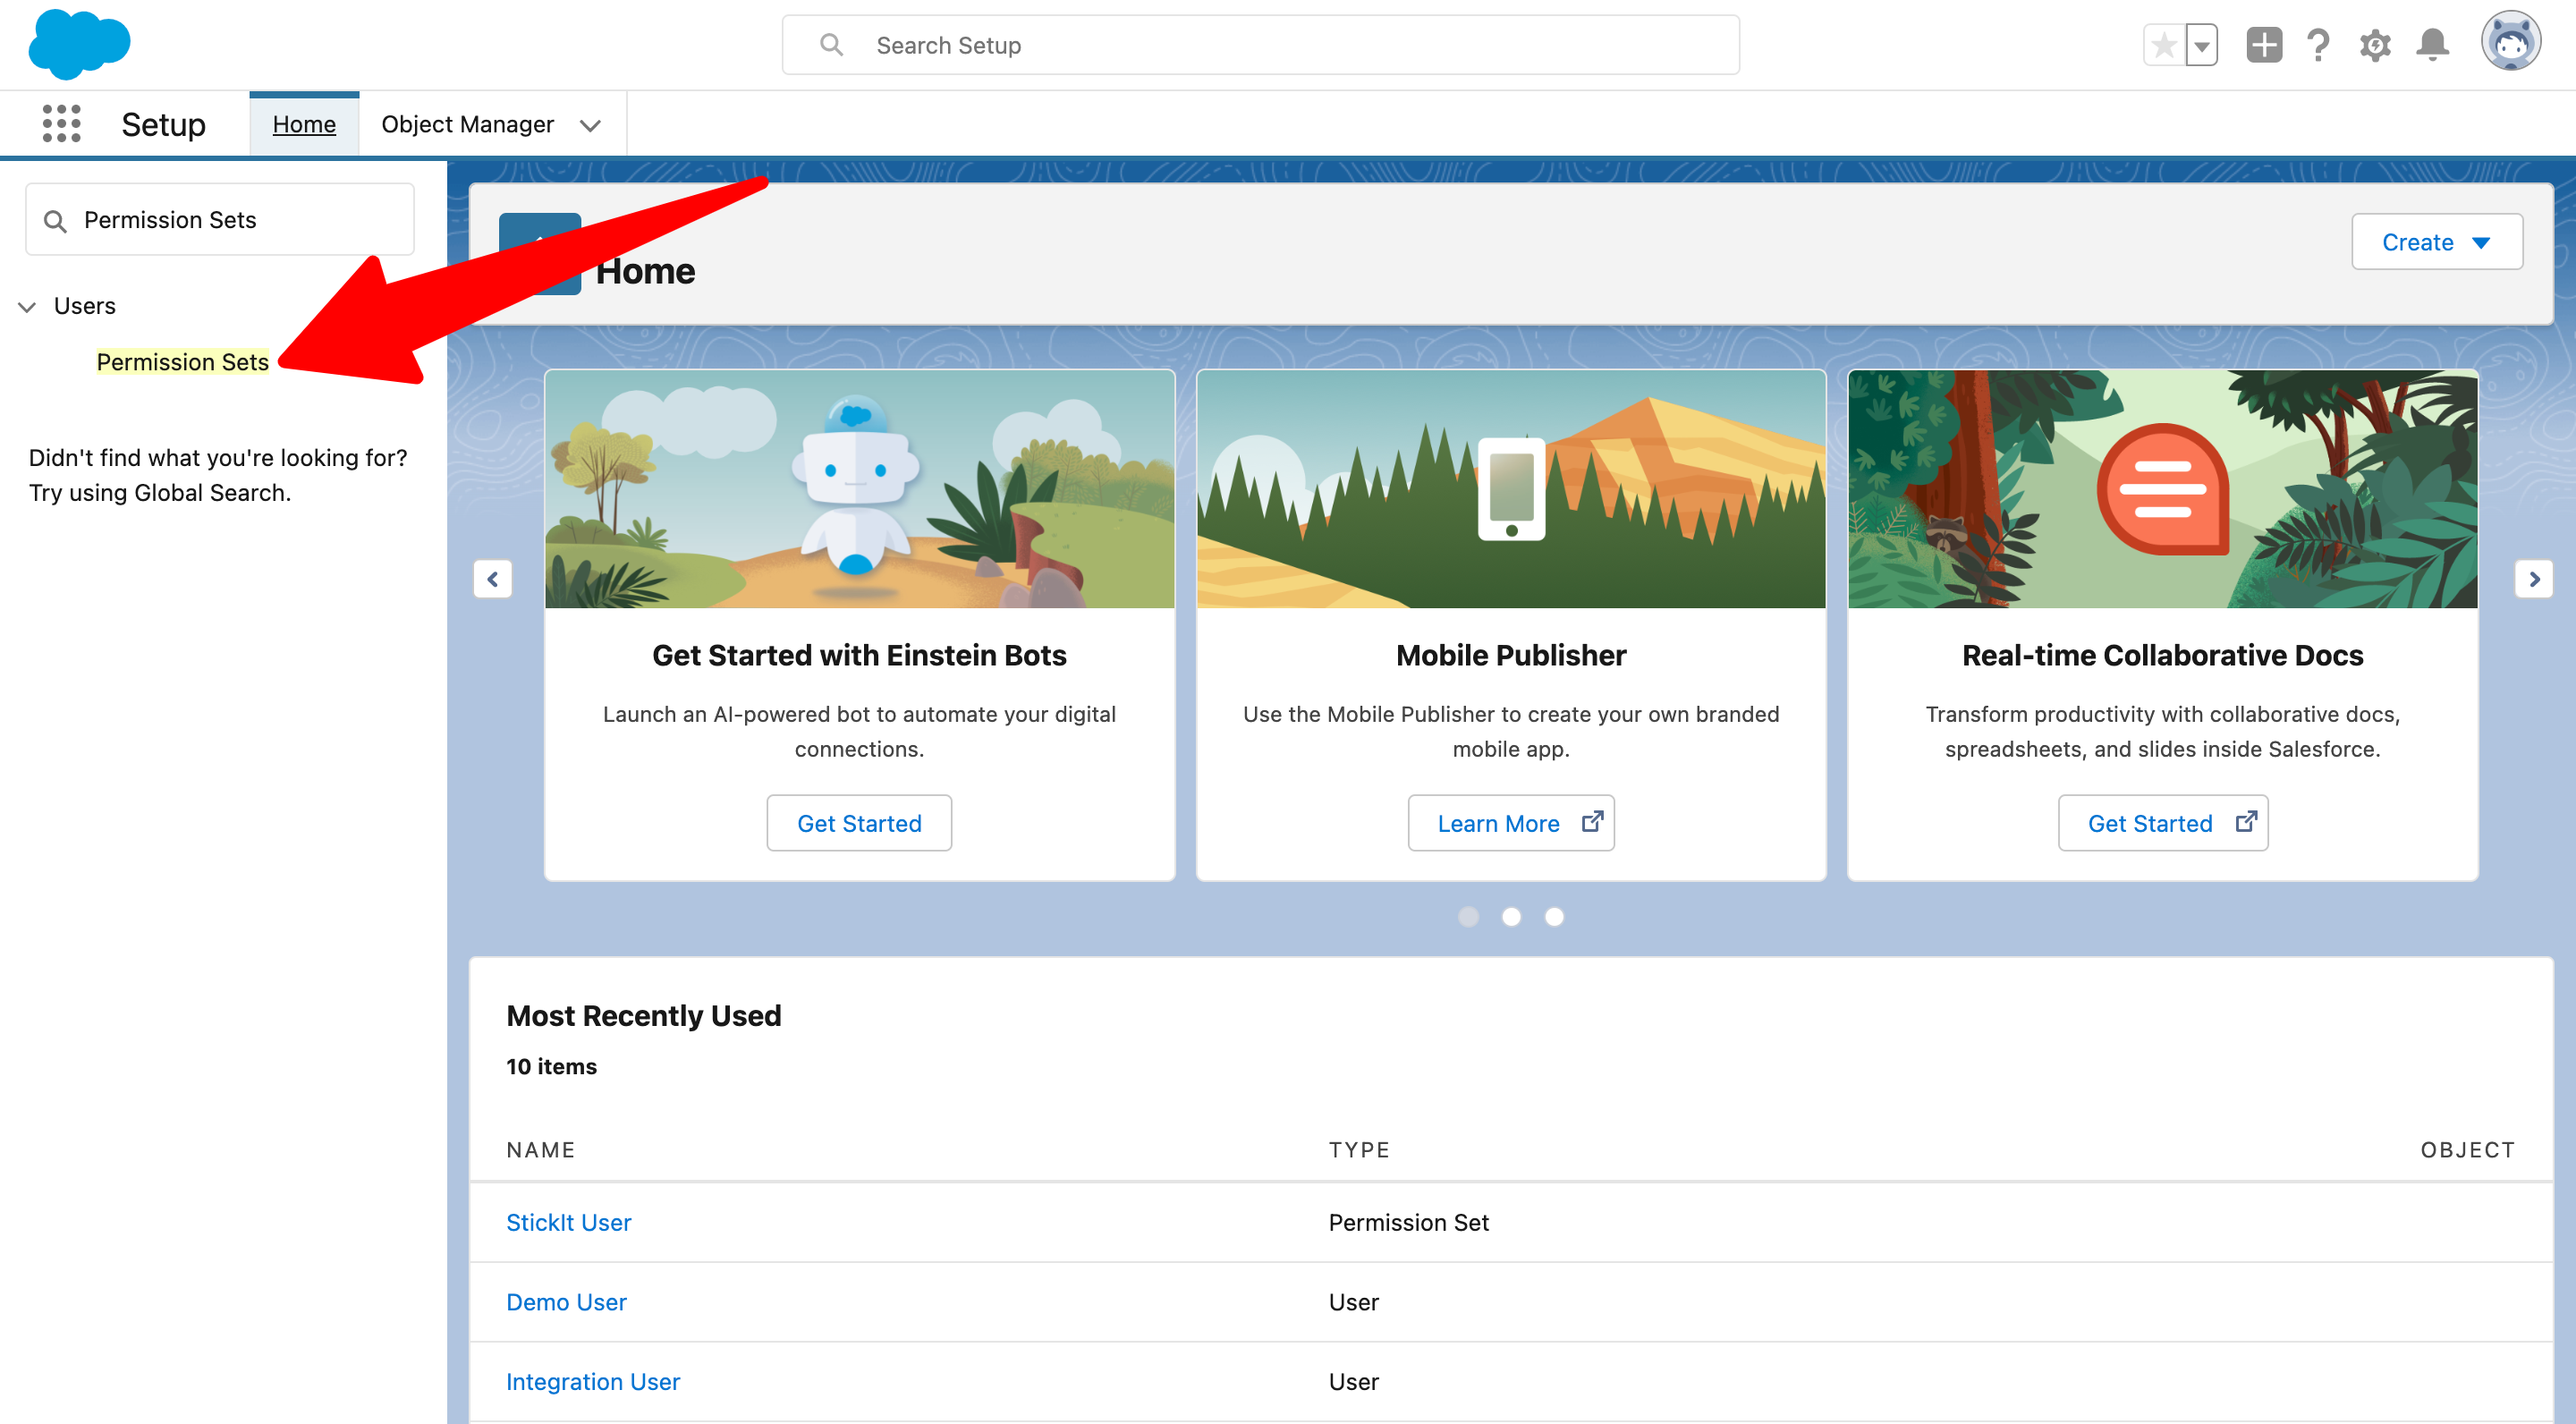 Search Setup
Setup
Home
Object Manager
Permission Sets
Users
Permission Sets
Didn't find what you're looking for?
Try using Global Search.
Home
Create
Get Started with Einstein Bots
Launch an AI-powered bot to automate your digital
connections.
Get Started
Mobile Publisher
Use the Mobile Publisher to create your own branded
mobile app.
Learn More
Real-time Collaborative Docs
Transform productivity with collaborative docs,
spreadsheets, and slides inside Salesforce.
Get Started
Most Recently Used
10 items
NAME TYPE OBJECT
StickIt User Permission Set
Demo User User
Integration User User